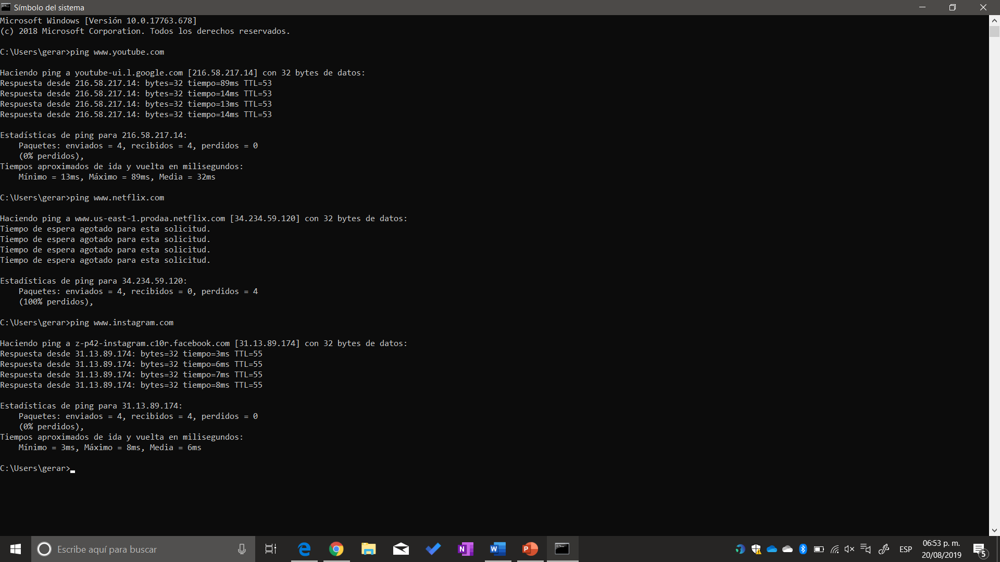 Símbolo del sistema
Microsoft Windows [Versión 10.0.17763.678]
(c) 2018 Microsoft Corporation. Todos los derechos reservados.
C:\Users\gerar>ping www.youtube.com
Haciendo ping a youtube-ui.l.google.com [216.58.217.14] con 32 bytes de datos:
Respuesta desde 216.58.217.14: bytes=32 tiempo=89ms TTL=53
Respuesta desde 216.58.217.14: bytes=32 tiempo=14ms TTL=53
Respuesta desde 216.58.217.14: bytes=32 tiempo=13ms TTL=53
Respuesta desde 216.58.217.14: bytes=32 tiempo=14ms TTL=53
Estadísticas de ping para 216.58.217.14:
    Paquetes: enviados = 4, recibidos = 4, perdidos = 0
    (0% perdidos),
Tiempos aproximados de ida y vuelta en milisegundos:
    Mínimo = 13ms, Máximo = 89ms, Media = 32ms
C:\Users\gerar>ping www.netflix.com
Haciendo ping a www.us-east-1.prodaa.netflix.com [34.234.59.120] con 32 bytes de datos:
Tiempo de espera agotado para esta solicitud.
Tiempo de espera agotado para esta solicitud.
Tiempo de espera agotado para esta solicitud.
Tiempo de espera agotado para esta solicitud.
Estadísticas de ping para 34.234.59.120:
    Paquetes: enviados = 4, recibidos = 0, perdidos = 4
    (100% perdidos),
C:\Users\gerar>ping www.instagram.com
Haciendo ping a z-p42-instagram.c10r.facebook.com [31.13.89.174] con 32 bytes de datos:
Respuesta desde 31.13.89.174: bytes=32 tiempo=3ms TTL=55
Respuesta desde 31.13.89.174: bytes=32 tiempo=6ms TTL=55
Respuesta desde 31.13.89.174: bytes=32 tiempo=7ms TTL=55
Respuesta desde 31.13.89.174: bytes=32 tiempo=8ms TTL=55
Estadísticas de ping para 31.13.89.174:
    Paquetes: enviados = 4, recibidos = 4, perdidos = 0
    (0% perdidos),
Tiempos aproximados de ida y vuelta en milisegundos:
    Mínimo = 3ms, Máximo = 8ms, Media = 6ms
C:\Users\gerar>
Escribe aquí para buscar
N
W
P
ESP
06:53 p. m.
20/08/2019
5